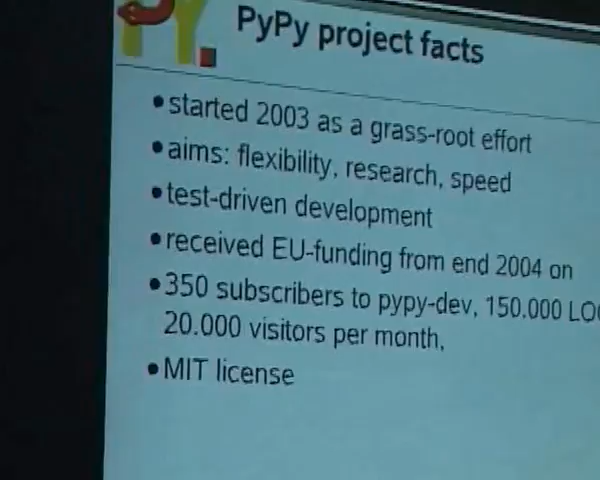 PyPy project facts
•started 2003 as a grass-root effort
•aims: flexibility, research, speed
•test-driven development
•received EU-funding from end 2004 on
•350 subscribers to pypy-dev, 150.000 LO
20.000 visitors per month,
•MIT license